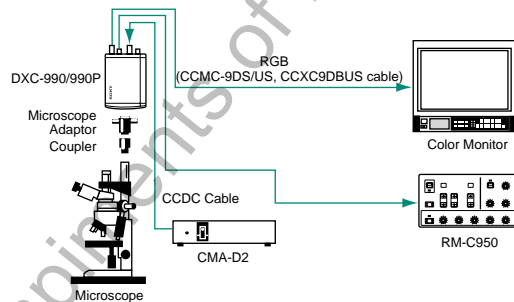 RGB
(CCMC-9DS/US, CCXC9DBUS cable)
DXC-990/990P
SONY
Microscope
Adaptor
Coupler
Color Monitor
CCDC Cable
CMA-D2
RM-C950
Microscope